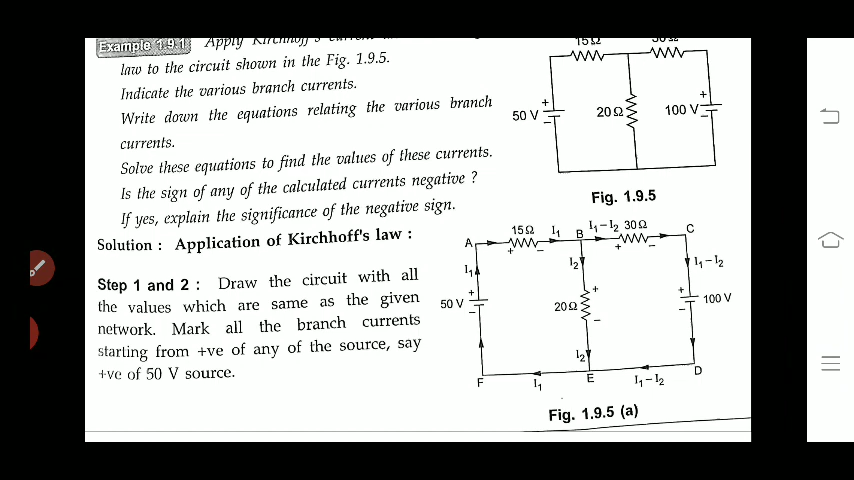 Example 1.9.1 Apply Kirchhoff's current
law to the circuit shown in the Fig. 1.9.5.
Indicate the various branch currents.
Write down the equations relating the various branch
currents.
Solve these equations to find the values of these currents.
Is the sign of any of the calculated currents negative ?
If yes, explain the significance of the negative sign.
Solution : Application of Kirchhoff's law :
Step 1 and 2 : Draw the circuit with all
the values which are same as the given
network. Mark all the branch currents
starting from +ve of any of the source, say
+ve of 50 V source.
15 Ω 30 Ω
50 V + − 20 Ω 100 V + −
Fig. 1.9.5
A 15 Ω I₁ B I₁−I₂ 30 Ω C
+ − + −
I₁ I₂ I₁−I₂
50 V + − 20 Ω + − 100 V + −
I₂
F I₁ E I₁−I₂ D
Fig. 1.9.5 (a)